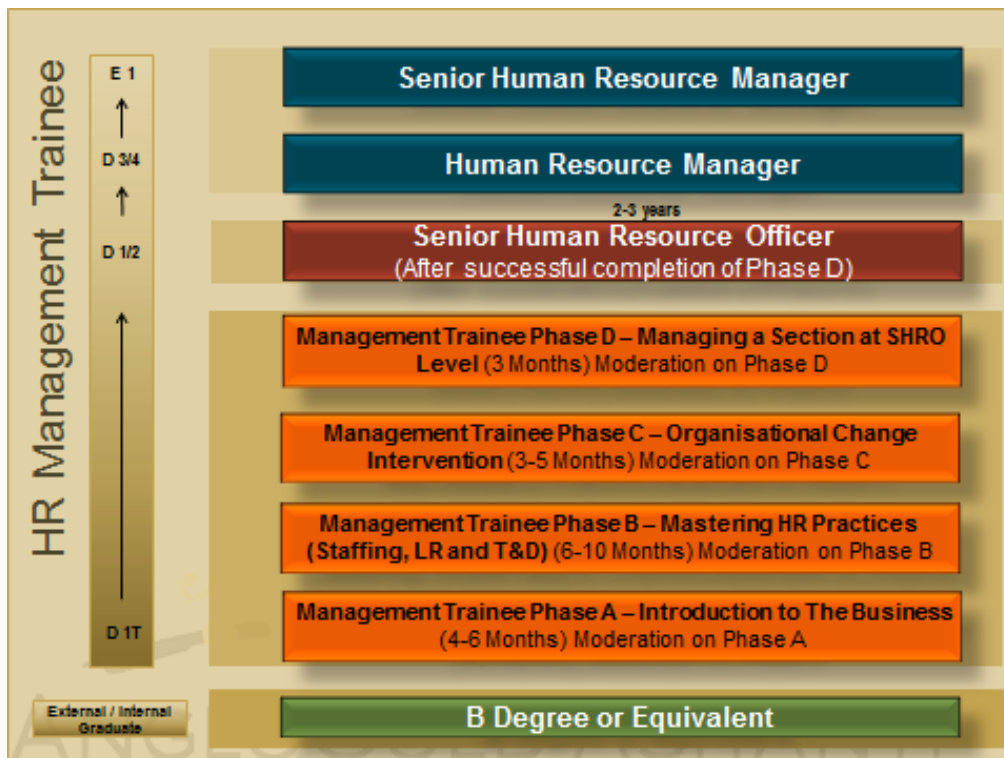 HR Management Trainee
E 1
D 3/4
D 1/2
D 1T
External / Internal
Graduate
Senior Human Resource Manager
Human Resource Manager
2-3 years
Senior Human Resource Officer
(After successful completion of Phase D)
Management Trainee Phase D – Managing a Section at SHRO
Level (3 Months) Moderation on Phase D
Management Trainee Phase C – Organisational Change
Intervention (3-5 Months) Moderation on Phase C
Management Trainee Phase B – Mastering HR Practices
(Staffing, LR and T&D) (6-10 Months) Moderation on Phase B
Management Trainee Phase A – Introduction to The Business
(4-6 Months) Moderation on Phase A
B Degree or Equivalent